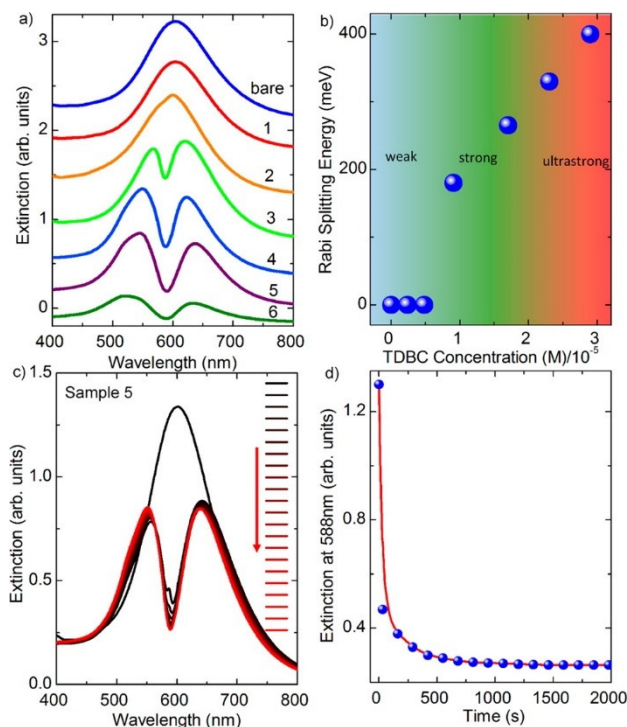 a)
3
2
1
0
Extinction (arb. units)
bare
1
2
3
4
5
6
400 500 600 700 800
Wavelength (nm)
b)
400
200
0
Rabi Splitting Energy (meV)
weak
strong
ultrastrong
0 1 2 3
TDBC Concentration (M)/10⁻⁵
c)
Sample 5
1.5
1.0
0.5
0.0
Extinction (arb. units)
400 500 600 700 800
Wavelength (nm)
d)
1.2
0.8
0.4
Extinction at 588nm (arb. units)
0 500 1000 1500 2000
Time (s)